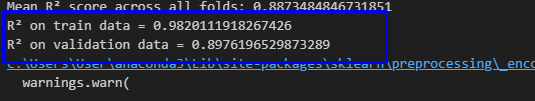 Mean R² score across all folds: 0.8873484846731851
R² on train data = 0.9820111918267426
R² on validation data = 0.8976196529873289
c:\Users\User\anaconda3\Lib\site-packages\sklearn\preprocessing\_enco
warnings.warn(